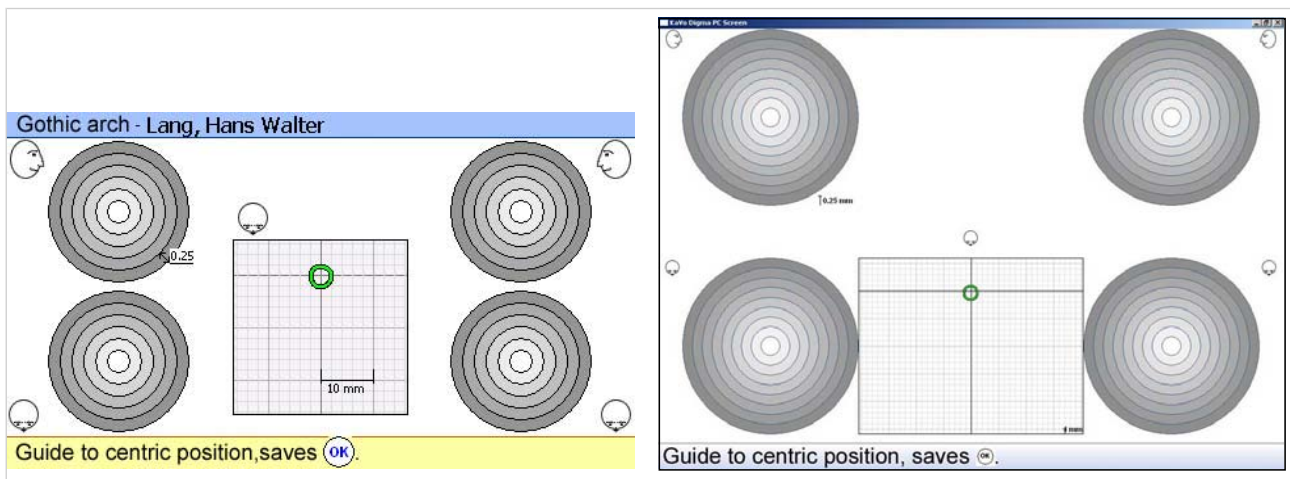 Gothic arch - Lang, Hans Walter
0.25
10 mm
Guide to centric position,saves OK.
KaVo Digma PC Screen
0.25 mm
mm
Guide to centric position, saves OK.